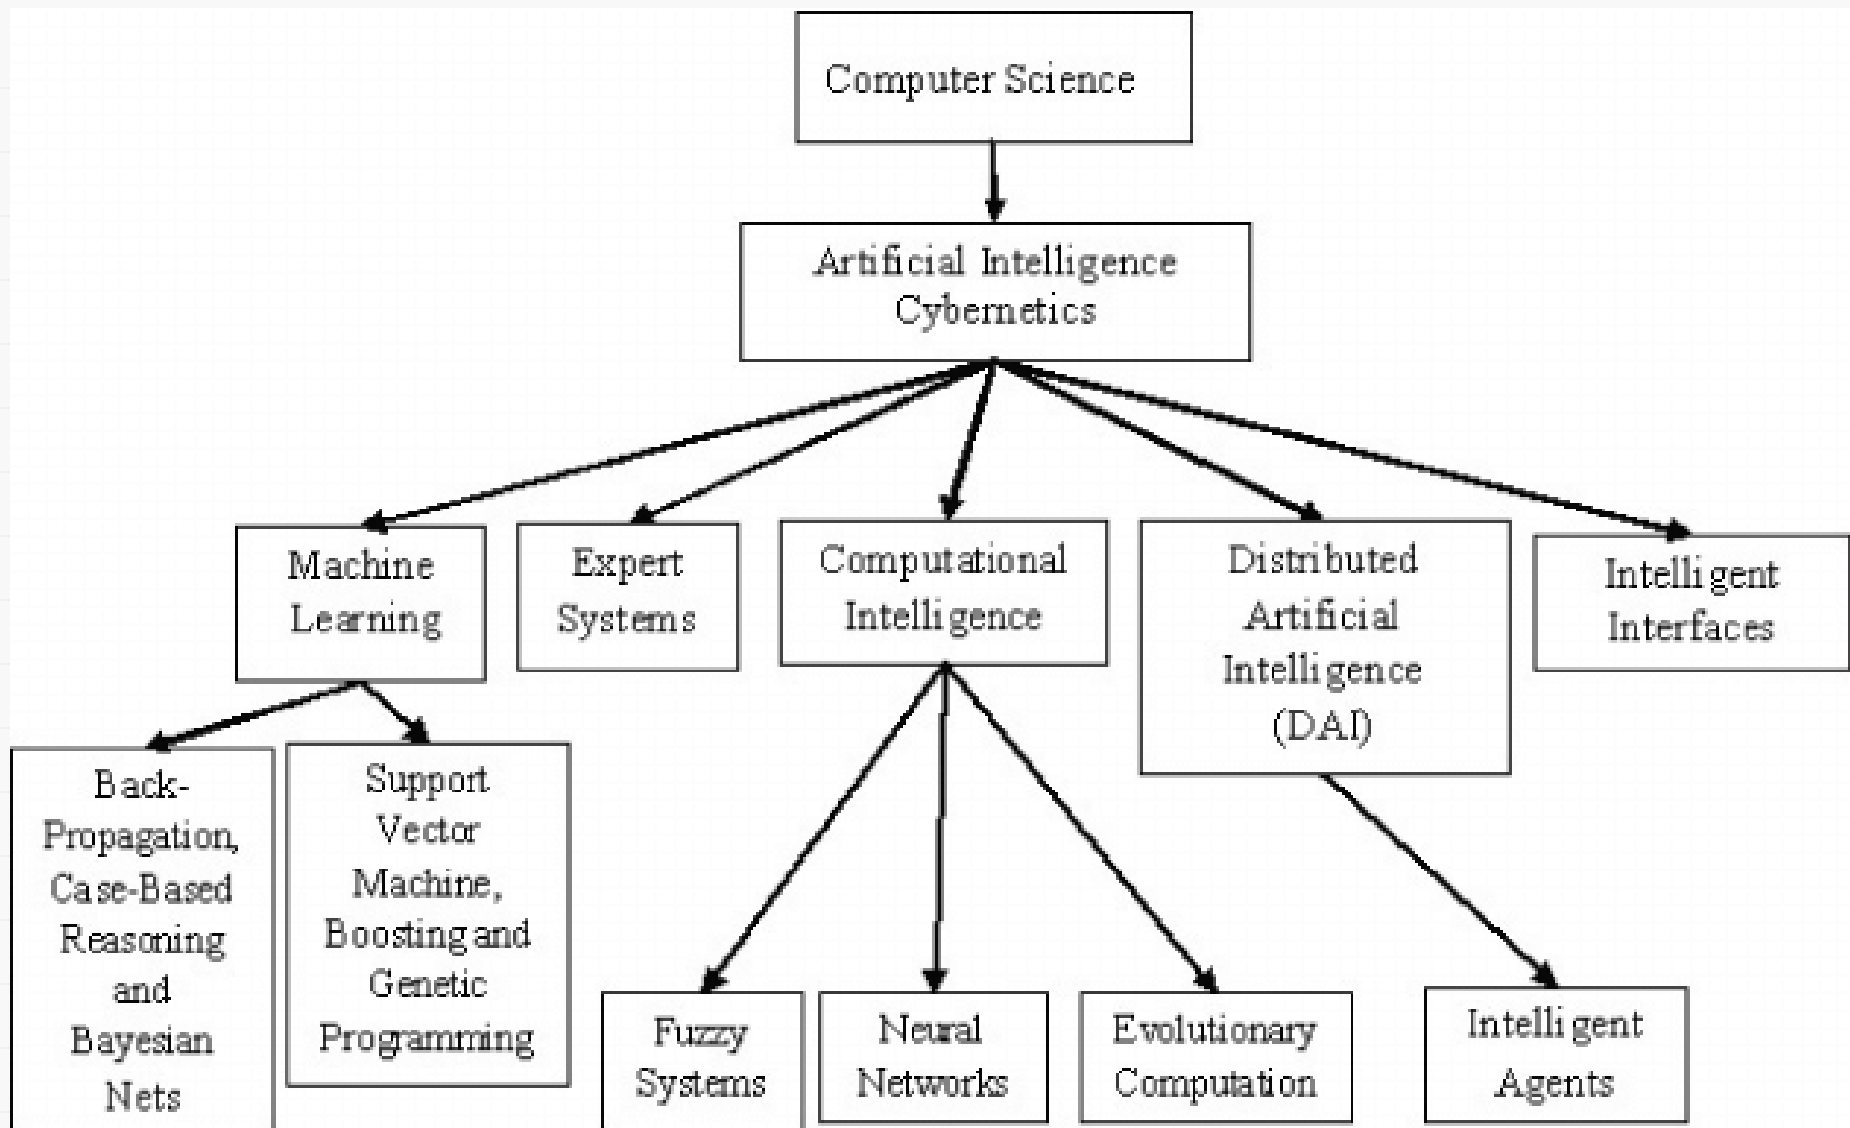 Computer Science
Artificial Intelligence
Cybernetics
Machine
Learning
Expert
Systems
Computational
Intelligence
Distributed
Artificial
Intelligence
(DAI)
Intelligent
Interfaces
Back-
Propagation,
Case-Based
Reasoning
and
Bayesian
Nets
Support
Vector
Machine,
Boosting and
Genetic
Programming
Fuzzy
Systems
Neural
Networks
Evolutionary
Computation
Intelligent
Agents